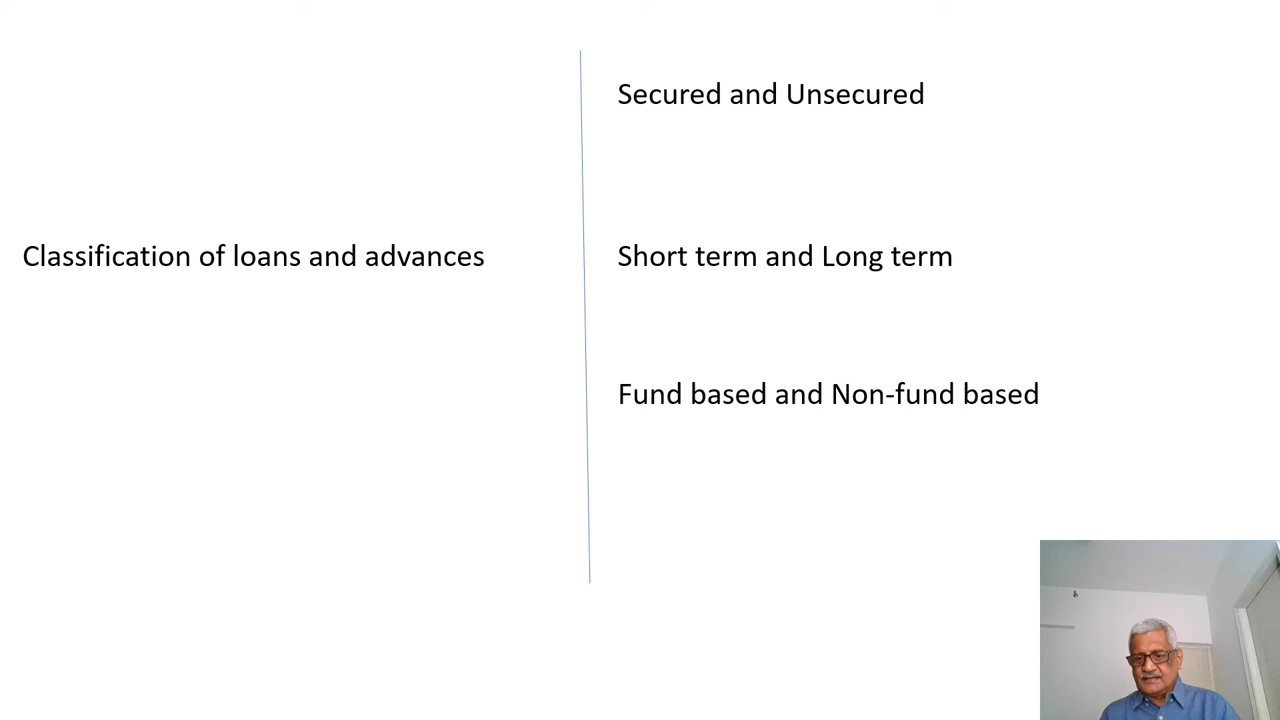 Secured and Unsecured
Classification of loans and advances
Short term and Long term
Fund based and Non-fund based